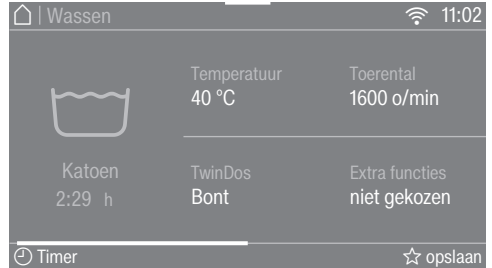 | Wassen 11:02
Temperatuur Toerental
40 °C 1600 o/min
Katoen TwinDos Extra functies
2:29 h Bont niet gekozen
Timer opslaan